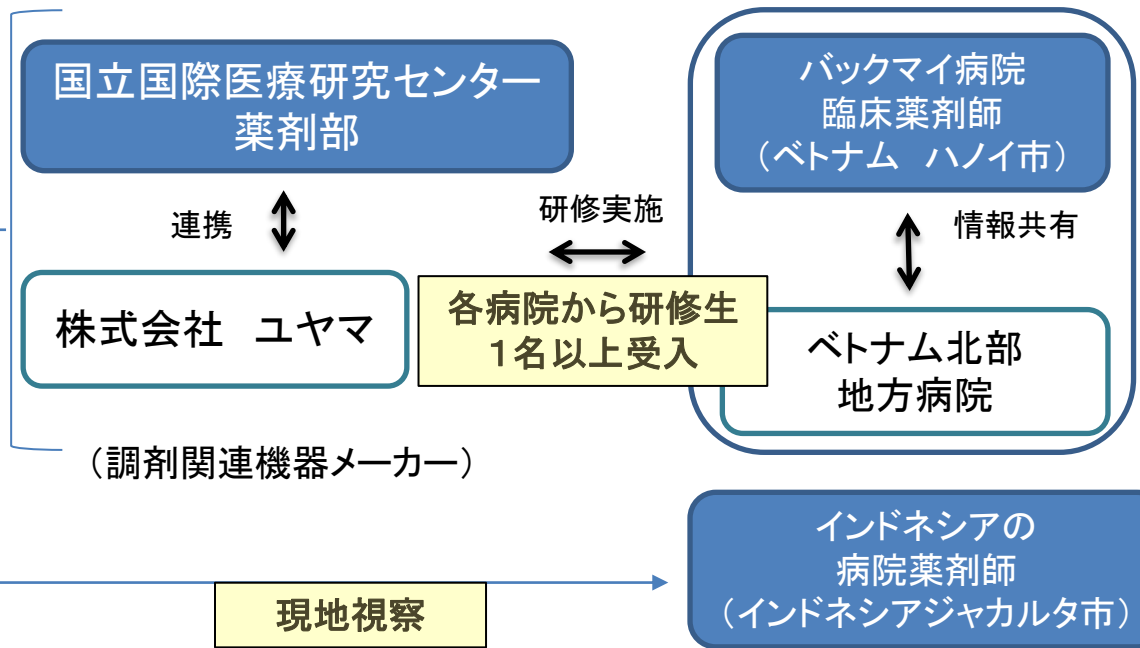 国立国際医療研究センター
薬剤部
連携
株式会社　ユヤマ
（調剤関連機器メーカー）
研修実施
各病院から研修生
１名以上受入
バックマイ病院
臨床薬剤師
（ベトナム　ハノイ市）
情報共有
ベトナム北部
地方病院
現地視察
インドネシアの
病院薬剤師
（インドネシアジャカルタ市）